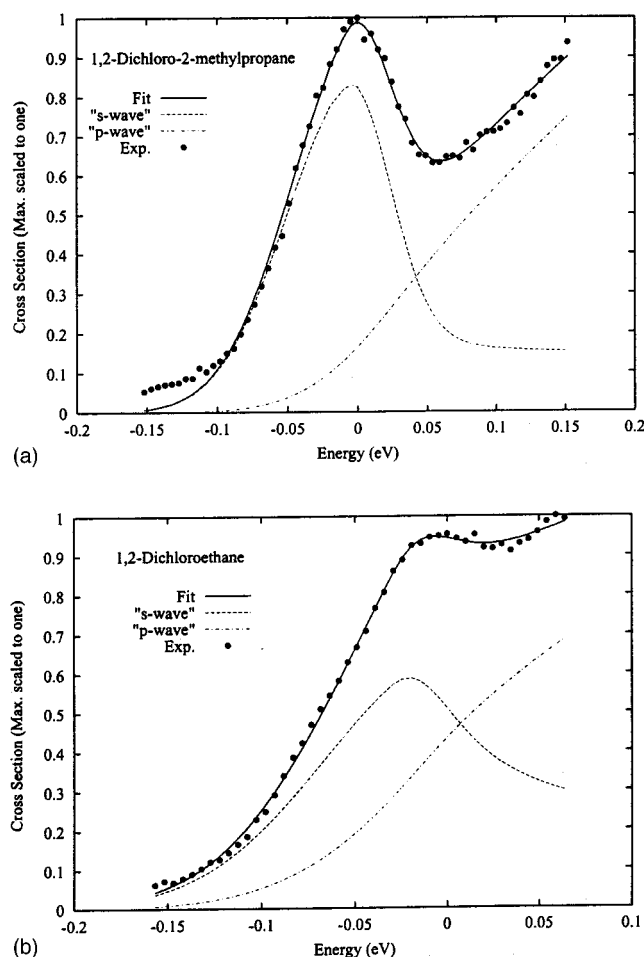 1,2-Dichloro-2-methylpropane
Fit
"s-wave"
"p-wave"
Exp.
Cross Section (Max. scaled to one)
1
0.9
0.8
0.7
0.6
0.5
0.4
0.3
0.2
0.1
0
-0.2 -0.15 -0.1 -0.05 0 0.05 0.1 0.15 0.2
Energy (eV)
(a)
1,2-Dichloroethane
Fit
"s-wave"
"p-wave"
Exp.
Cross Section (Max. scaled to one)
1
0.9
0.8
0.7
0.6
0.5
0.4
0.3
0.2
0.1
0
-0.2 -0.15 -0.1 -0.05 0 0.05 0.1
Energy (eV)
(b)